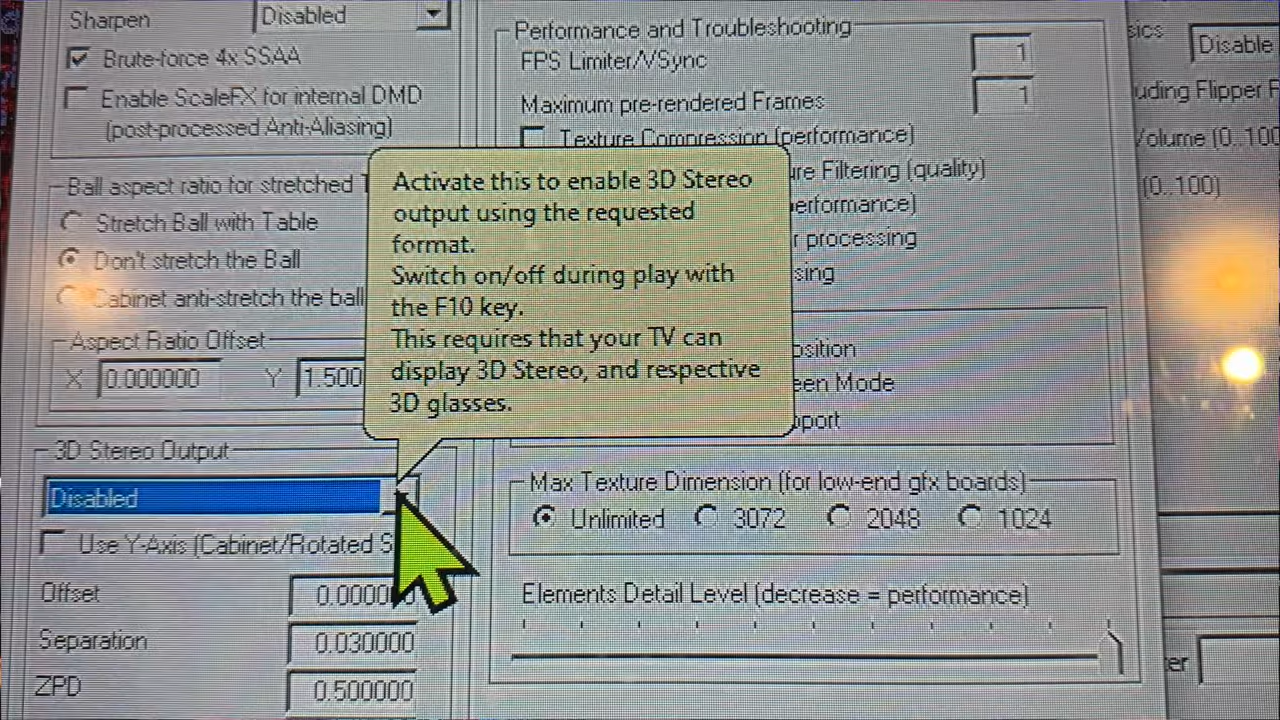 Sharpen
Disabled
Brute-force 4x SSAA
Enable ScaleFX for internal DMD
(post-processed Anti-Aliasing)
Ball aspect ratio for stretched
Stretch Ball with Table
Don't stretch the Ball
Cabinet anti-stretch the ball
Aspect Ratio Offset
X 0.000000 Y 1.500
3D Stereo Output
Disabled
Use Y-Axis (Cabinet/Rotated S
Offset 0.0000
Separation 0.030000
ZPD 0.500000
Activate this to enable 3D Stereo
output using the requested
format.
Switch on/off during play with
the F10 key.
This requires that your TV can
display 3D Stereo, and respective
3D glasses.
Performance and Troubleshooting
FPS Limiter/VSync 1
Maximum pre-rendered Frames 1
Texture Compression (performance)
ure Filtering (quality)
erformance)
r processing
sing
osition
een Mode
pport
Max Texture Dimension (for low-end gfx boards)
Unlimited 3072 2048 1024
Elements Detail Level (decrease = performance)
sics Disable
uding Flipper F
Volume (0..100
(0..100)
ter